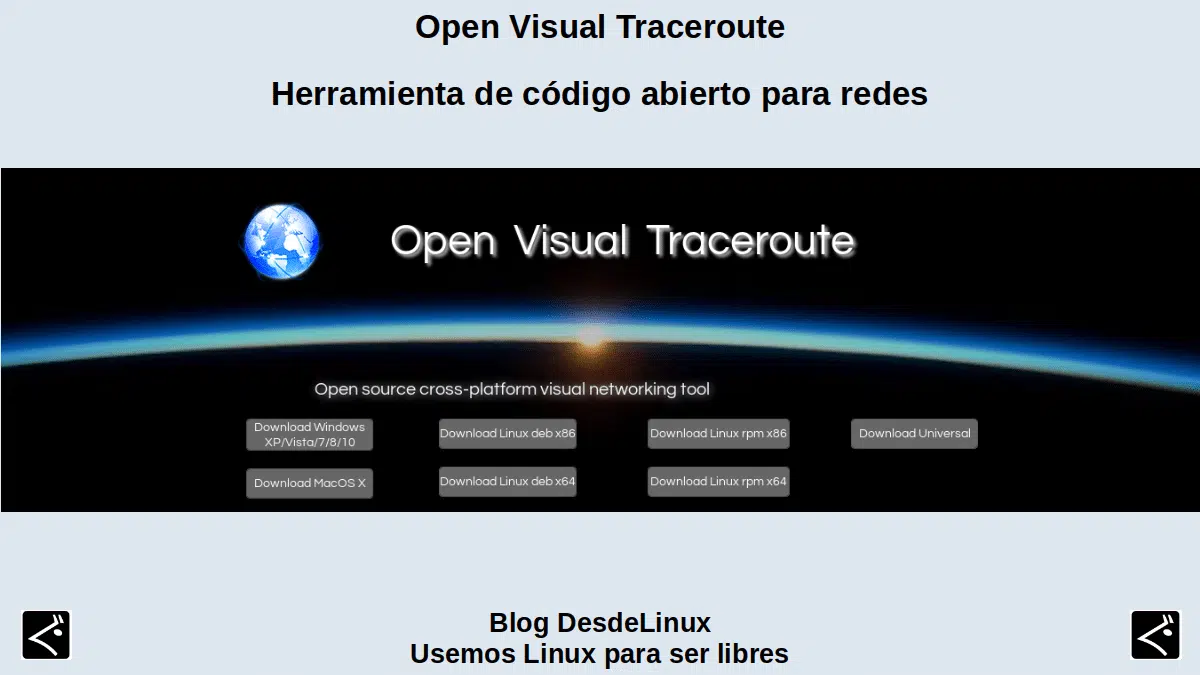 Open Visual Traceroute
Herramienta de código abierto para redes
Open Visual Traceroute
Open source cross-platform visual networking tool
Download Windows
XP/Vista/7/8/10
Download Linux deb x86
Download Linux rpm x86
Download Universal
Download MacOS X
Download Linux deb x64
Download Linux rpm x64
Blog DesdeLinux
Usemos Linux para ser libres